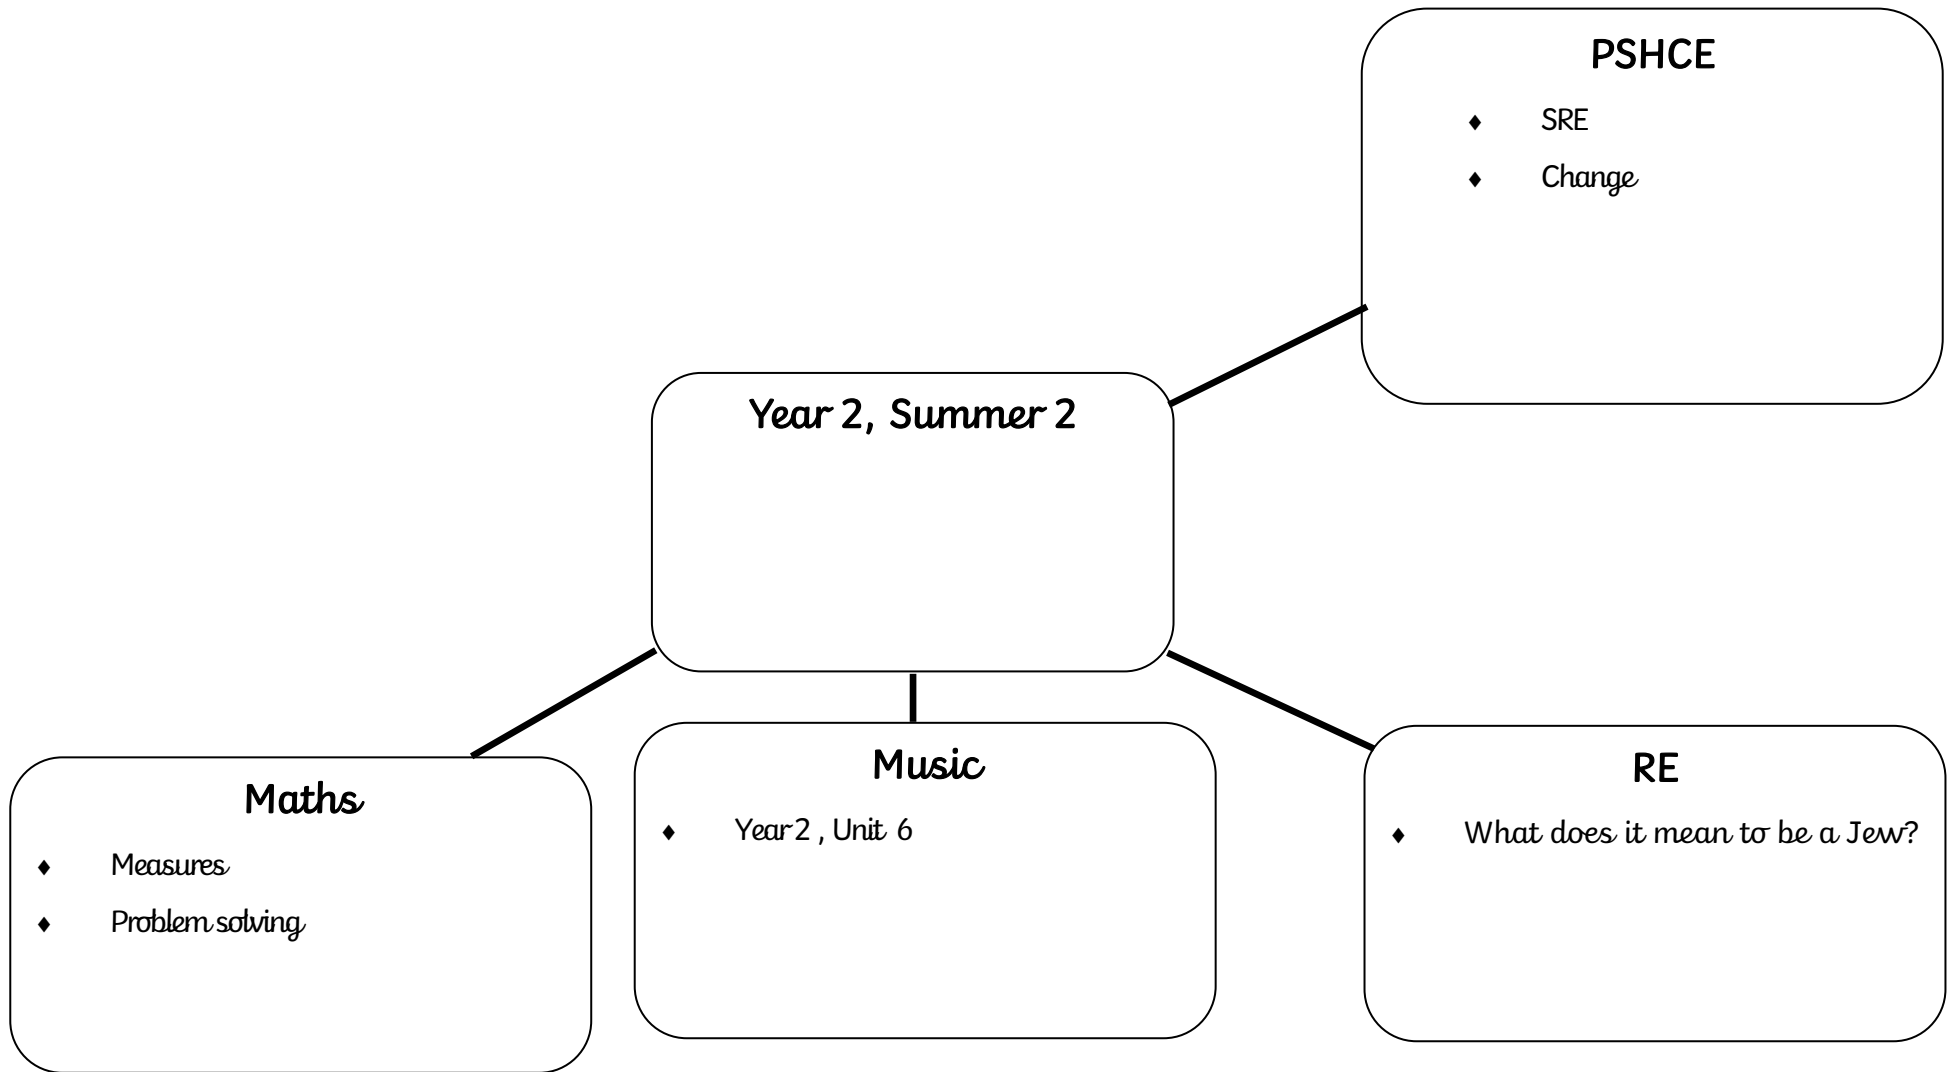 PSHCE
♦ SRE
♦ Change
Year 2, Summer 2
Maths
♦ Measures
♦ Problem solving
Music
♦ Year 2 , Unit 6
RE
♦ What does it mean to be a Jew?